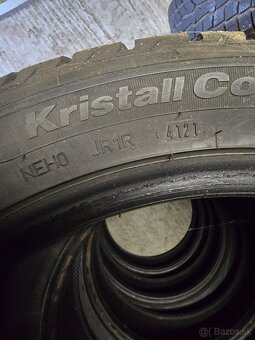 Kristall Co
NEH0 JR1R 4121
© Bazos.sk